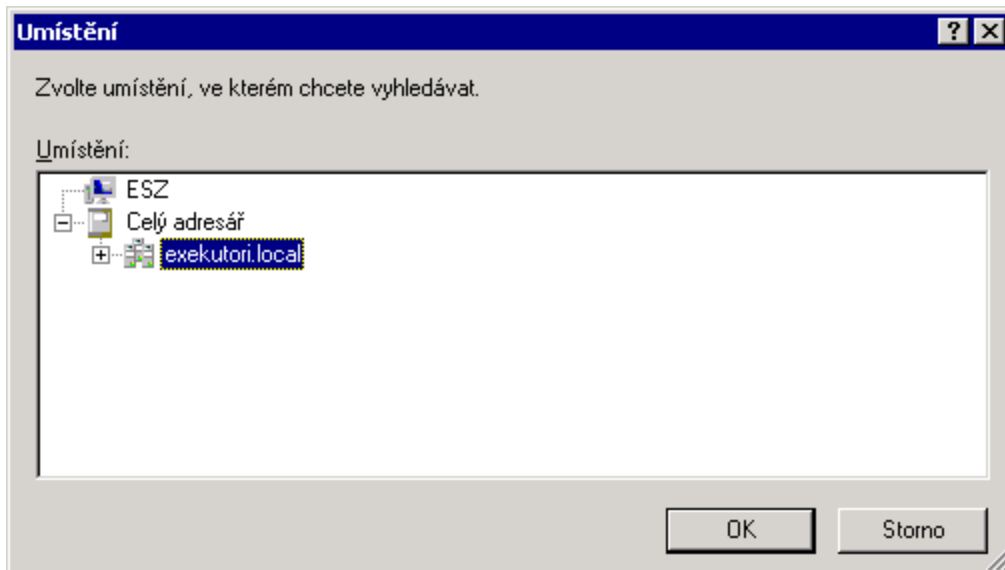 Umístění
Zvolte umístění, ve kterém chcete vyhledávat.
Umístění:
ESZ
Celý adresář
exekutori.local
OK
Storno